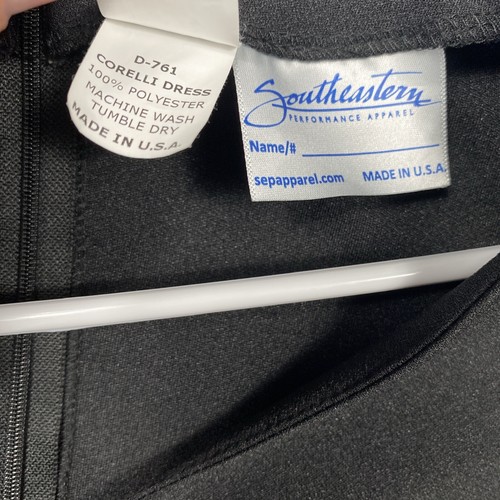 D-761
CORELLI DRESS
100% POLYESTER
MACHINE WASH
TUMBLE DRY
MADE IN U.S.A.
Southeastern
PERFORMANCE APPAREL
Name/# ____________
sepapparel.com MADE IN U.S.A.